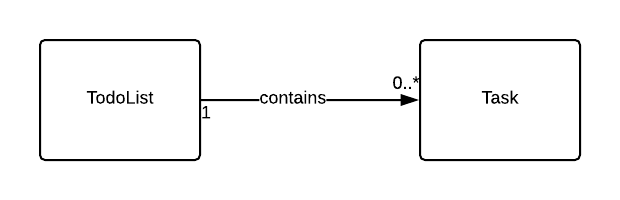 TodoList
1
contains
0..*
Task